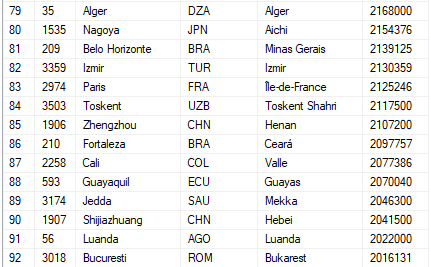 79 35 Alger DZA Alger 2168000
80 1535 Nagoya JPN Aichi 2154376
81 209 Belo Horizonte BRA Minas Gerais 2139125
82 3359 Izmir TUR Izmir 2130359
83 2974 Paris FRA Île-de-France 2125246
84 3503 Toskent UZB Toskent Shahri 2117500
85 1906 Zhengzhou CHN Henan 2107200
86 210 Fortaleza BRA Ceará 2097757
87 2258 Cali COL Valle 2077386
88 593 Guayaquil ECU Guayas 2070040
89 3174 Jedda SAU Mekka 2046300
90 1907 Shijiazhuang CHN Hebei 2041500
91 56 Luanda AGO Luanda 2022000
92 3018 Bucuresti ROM Bukarest 2016131